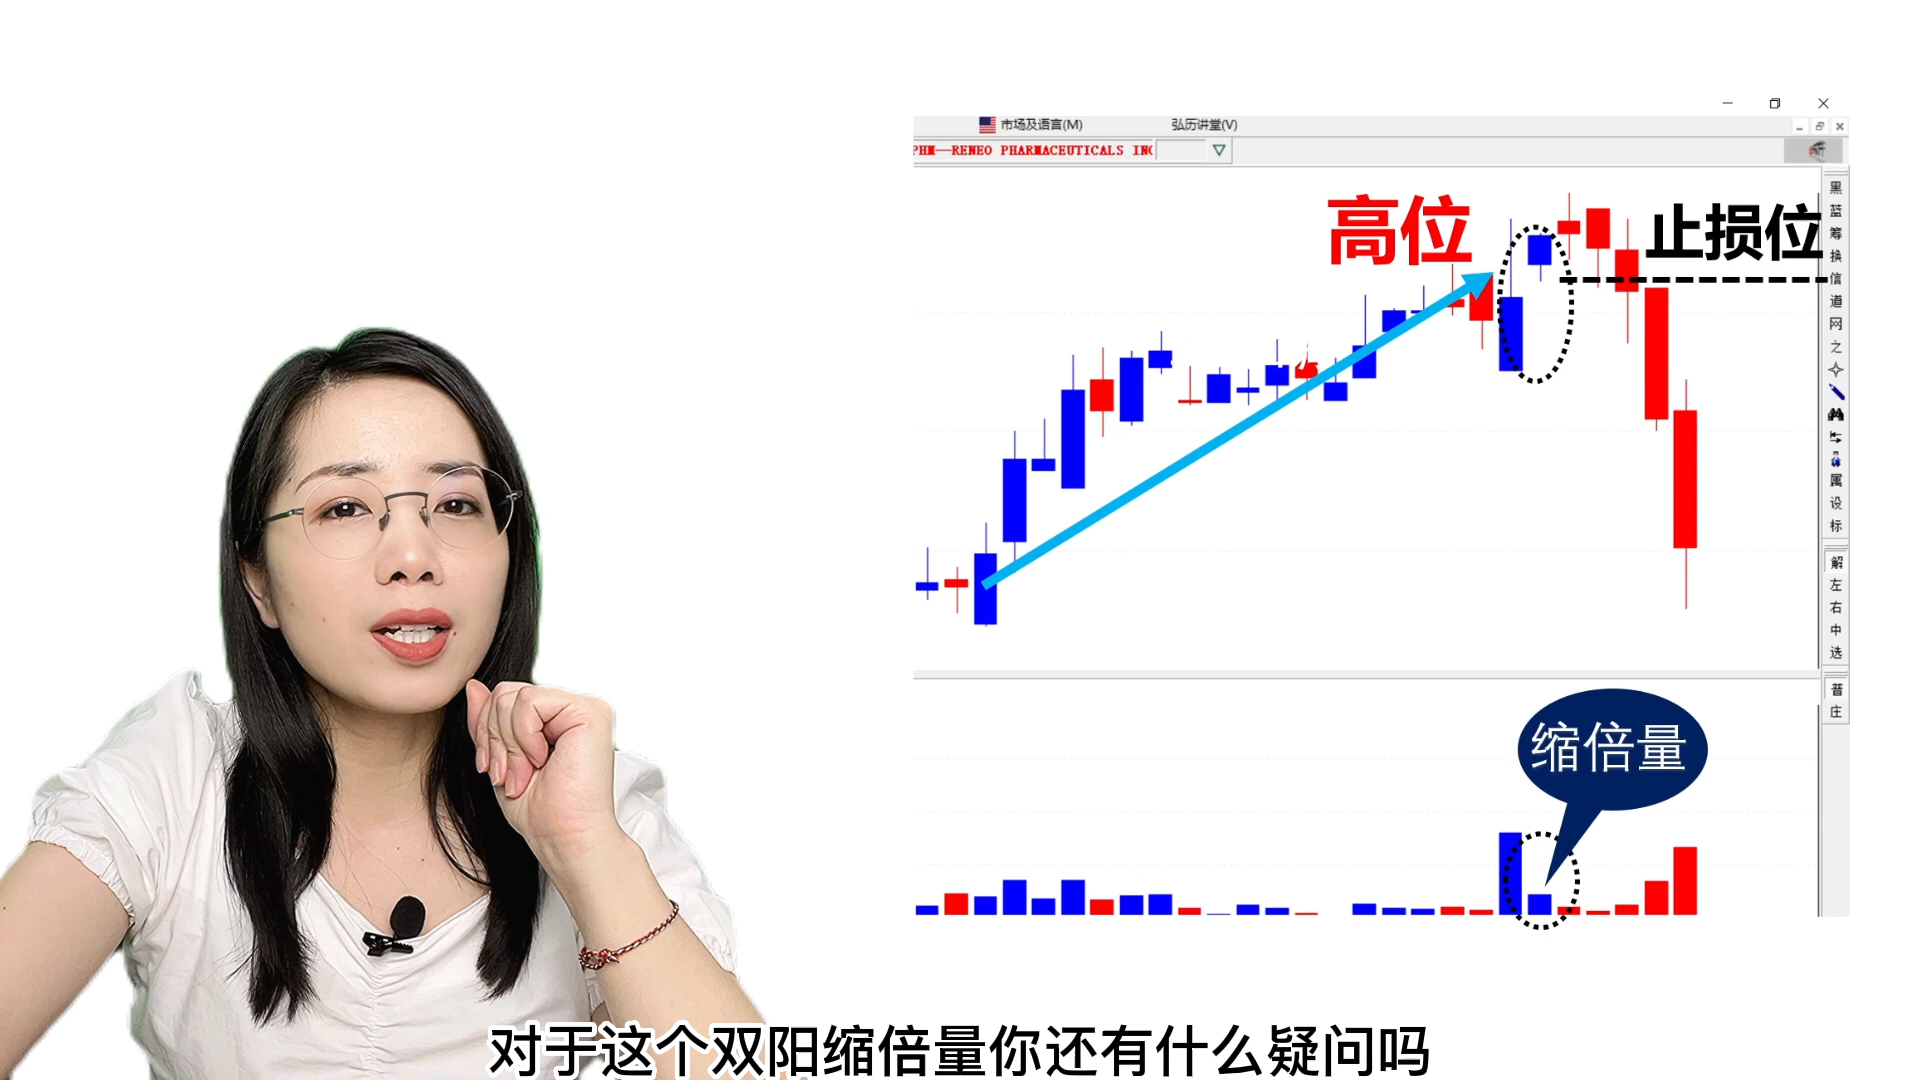 市场及语言(M)
弘历讲堂(V)
PHM—RENEO PHARMACEUTICALS INC
高位
止损位
黑
蓝
筹
换
信
道
网
之
属
设
标
解
左
右
中
选
普
庄
缩倍量
对于这个双阳缩倍量你还有什么疑问吗